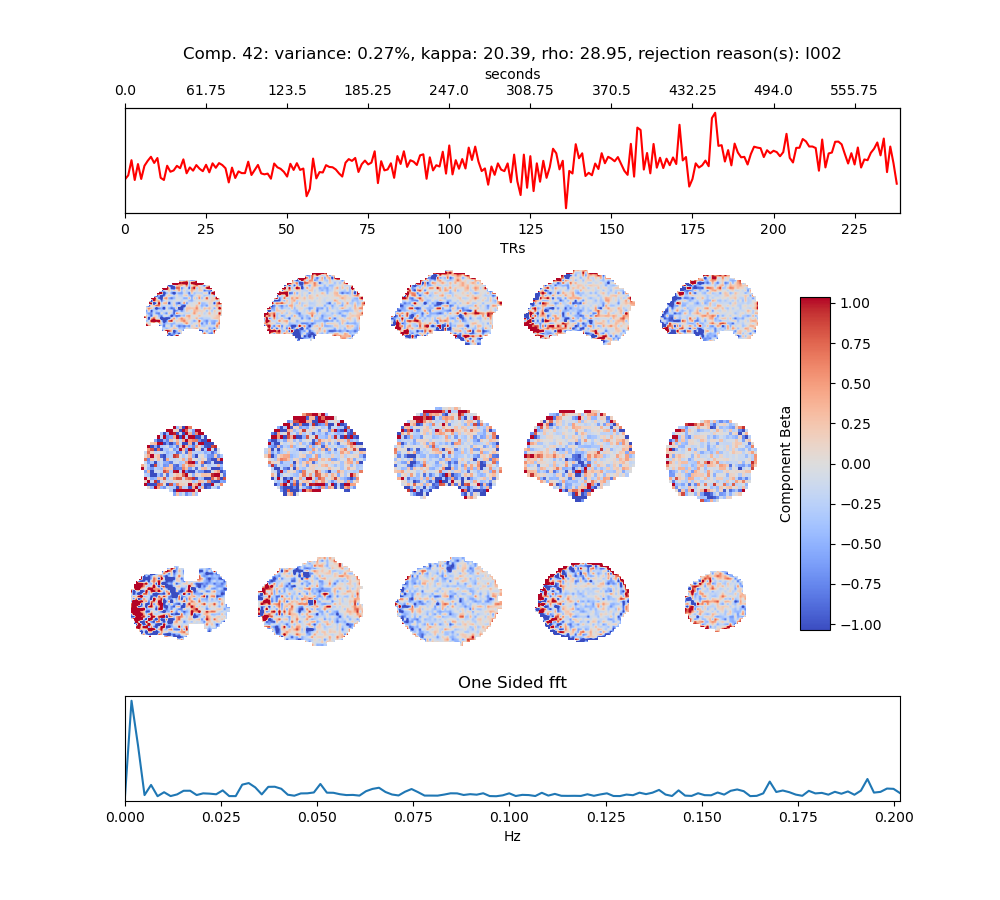 Comp. 42: variance: 0.27%, kappa: 20.39, rho: 28.95, rejection reason(s): I002
seconds
0.0 61.75 123.5 185.25 247.0 308.75 370.5 432.25 494.0 555.75
0 25 50 75 100 125 150 175 200 225
TRs
1.00
0.75
0.50
0.25
0.00
−0.25
−0.50
−0.75
−1.00
Component Beta
One Sided fft
0.000 0.025 0.050 0.075 0.100 0.125 0.150 0.175 0.200
Hz